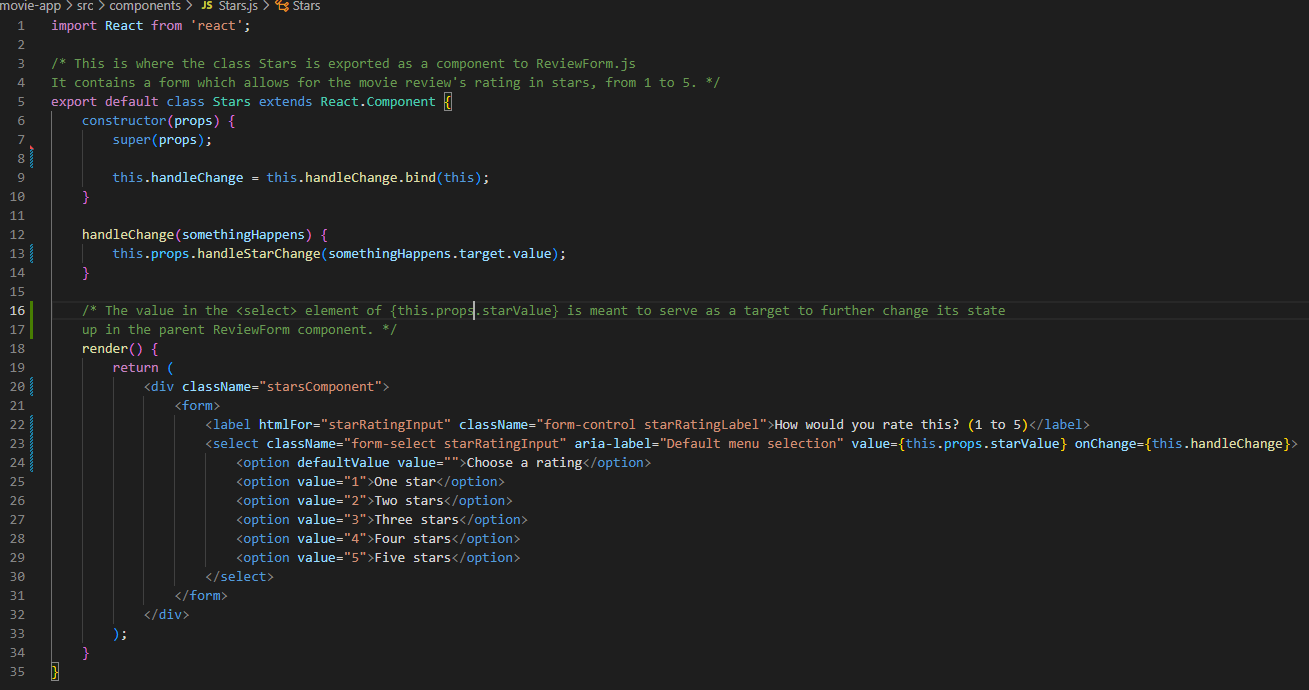 movie-app > src > components > JS Stars.js > Stars
1 import React from 'react';
2
3 /* This is where the class Stars is exported as a component to ReviewForm.js
4 It contains a form which allows for the movie review's rating in stars, from 1 to 5. */
5 export default class Stars extends React.Component {
6     constructor(props) {
7         super(props);
8
9         this.handleChange = this.handleChange.bind(this);
10     }
11
12     handleChange(somethingHappens) {
13         this.props.handleStarChange(somethingHappens.target.value);
14     }
15
16     /* The value in the <select> element of {this.props.starValue} is meant to serve as a target to further change its state
17     up in the parent ReviewForm component. */
18     render() {
19         return (
20             <div className="starsComponent">
21                 <form>
22                     <label htmlFor="starRatingInput" className="form-control starRatingLabel">How would you rate this? (1 to 5)</label>
23                     <select className="form-select starRatingInput" aria-label="Default menu selection" value={this.props.starValue} onChange={this.handleChange}>
24                         <option defaultValue value="">Choose a rating</option>
25                         <option value="1">One star</option>
26                         <option value="2">Two stars</option>
27                         <option value="3">Three stars</option>
28                         <option value="4">Four stars</option>
29                         <option value="5">Five stars</option>
30                     </select>
31                 </form>
32             </div>
33         );
34     }
35 }